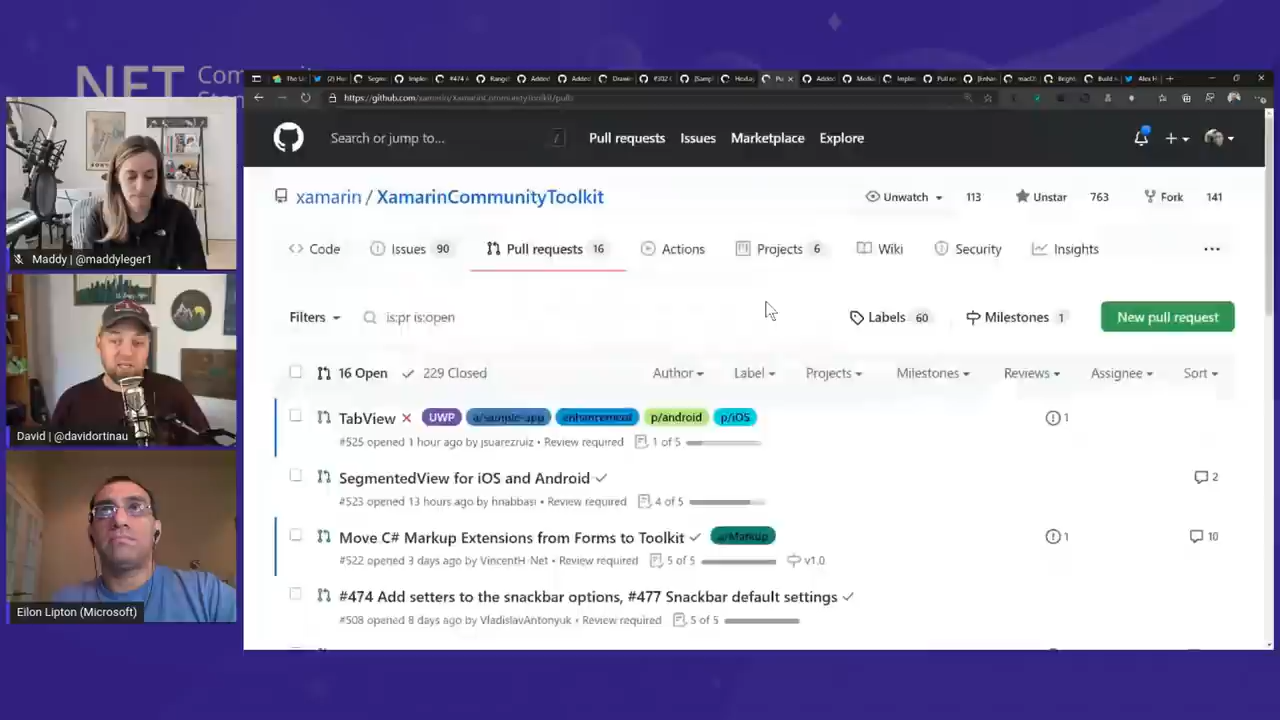 .NET Com
Maddy | @maddyleger1
David | @davidortinau
Eilon Lipton (Microsoft)
https://github.com/xamarin/XamarinCommunityToolkit/pulls
Search or jump to... /
Pull requests Issues Marketplace Explore
xamarin / XamarinCommunityToolkit
Unwatch 113 Unstar 763 Fork 141
Code Issues 90 Pull requests 16 Actions Projects 6 Wiki Security Insights ...
Filters is:pr is:open Labels 60 Milestones 1 New pull request
16 Open 229 Closed Author Label Projects Milestones Reviews Assignee Sort
TabView UWP a/sample-app enhancement p/android p/iOS 1
#525 opened 1 hour ago by jsuarezruiz • Review required 1 of 5
SegmentedView for iOS and Android 2
#523 opened 13 hours ago by hnabbasi • Review required 4 of 5
Move C# Markup Extensions from Forms to Toolkit a/Markup 1 10
#522 opened 3 days ago by VincentH-Net • Review required 5 of 5 v1.0
#474 Add setters to the snackbar options, #477 Snackbar default settings
#508 opened 8 days ago by VladislavAntonyuk • Review required 5 of 5